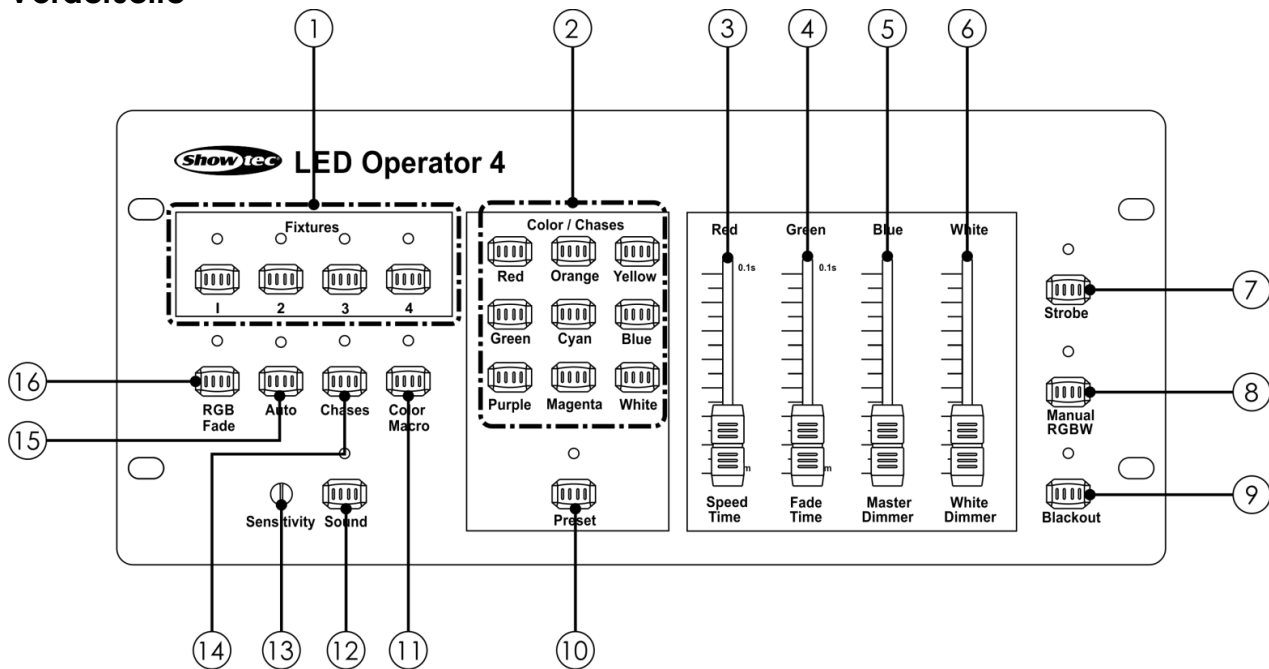 Vorderseite
1 2 3 4 5 6
Showtec LED Operator 4
Fixtures
1 2 3 4
RGB Fade
Auto
Chases
Color Macro
Sensitivity
Sound
Color / Chases
Red Orange Yellow
Green Cyan Blue
Purple Magenta White
Preset
Red Green Blue White
0.1s 0.1s
m m
Speed Time
Fade Time
Master Dimmer
White Dimmer
Strobe
Manual RGBW
Blackout
7
8
9
16
15
14 13 12 11 10